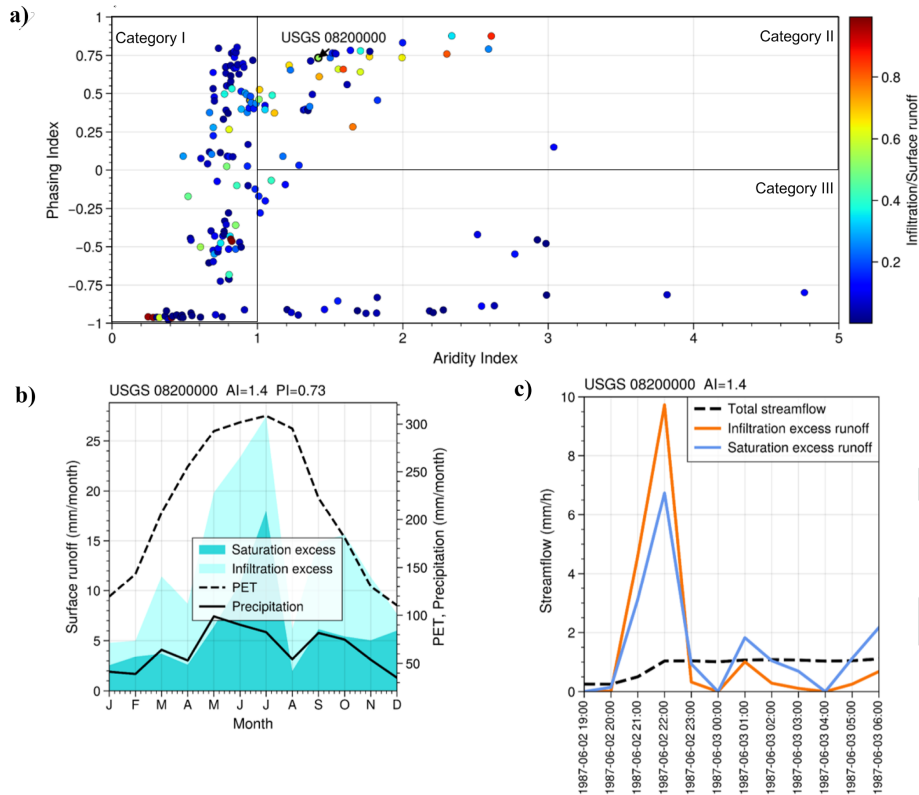 a)
Category I
USGS 08200000
Category II
Category III
1
0.75
0.5
0.25
0
−0.25
−0.5
−0.75
−1
Phasing Index
0 1 2 3 4 5
Aridity Index
0.8
0.6
0.4
0.2
Infiltration/Surface runoff
b)
USGS 08200000 AI=1.4 PI=0.73
25
20
15
10
5
0
Surface runoff (mm/month)
Saturation excess
Infiltration excess
PET
Precipitation
300
250
200
150
100
50
PET, Precipitation (mm/month)
J F M A M J J A S O N D
Month
c)
USGS 08200000 AI=1.4
Total streamflow
Infiltration excess runoff
Saturation excess runoff
10
8
6
4
2
0
Streamflow (mm/h)
1987-06-02 19:00
1987-06-02 20:00
1987-06-02 21:00
1987-06-02 22:00
1987-06-02 23:00
1987-06-03 00:00
1987-06-03 01:00
1987-06-03 02:00
1987-06-03 03:00
1987-06-03 04:00
1987-06-03 05:00
1987-06-03 06:00